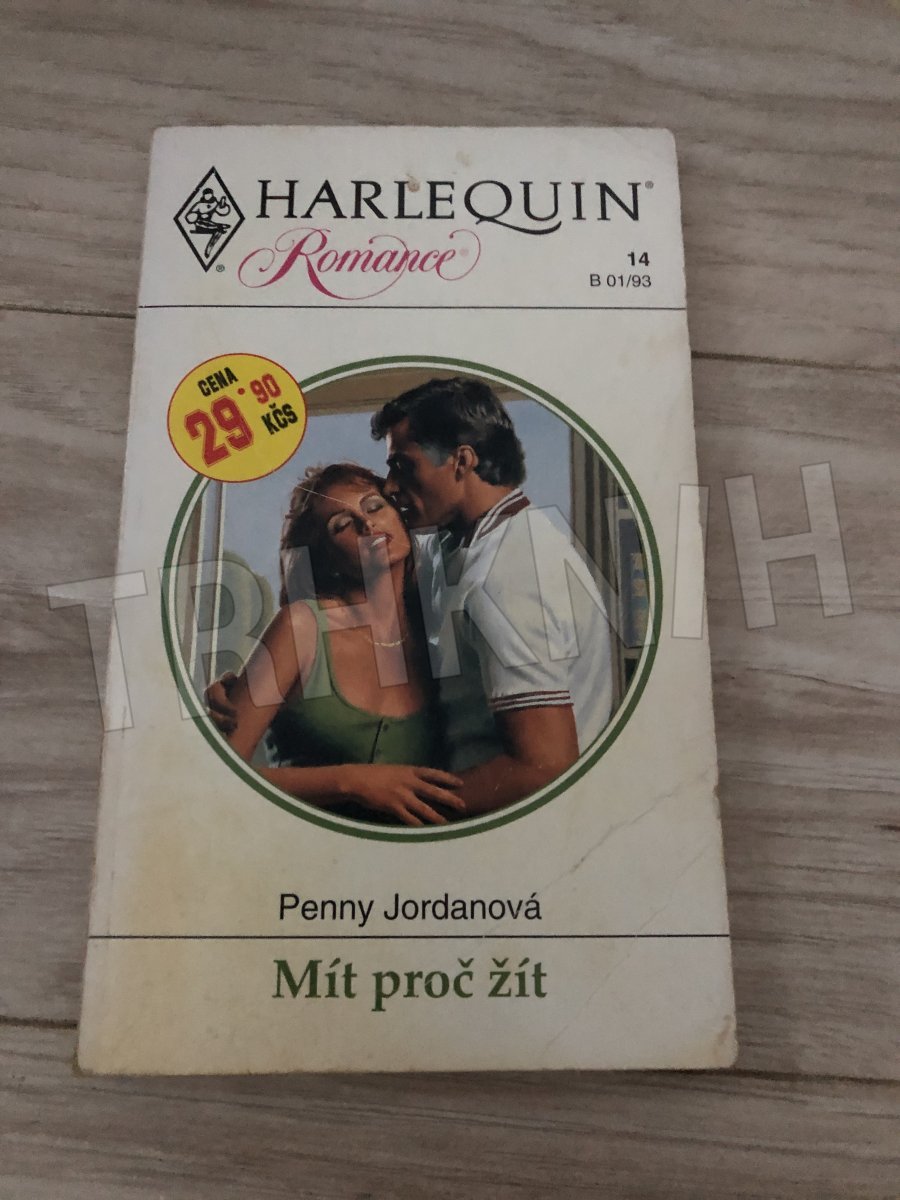 HARLEQUIN®
Romance®
14
B 01/93
CENA
29.90
KČS
TRHKNIH
Penny Jordanová
Mít proč žít